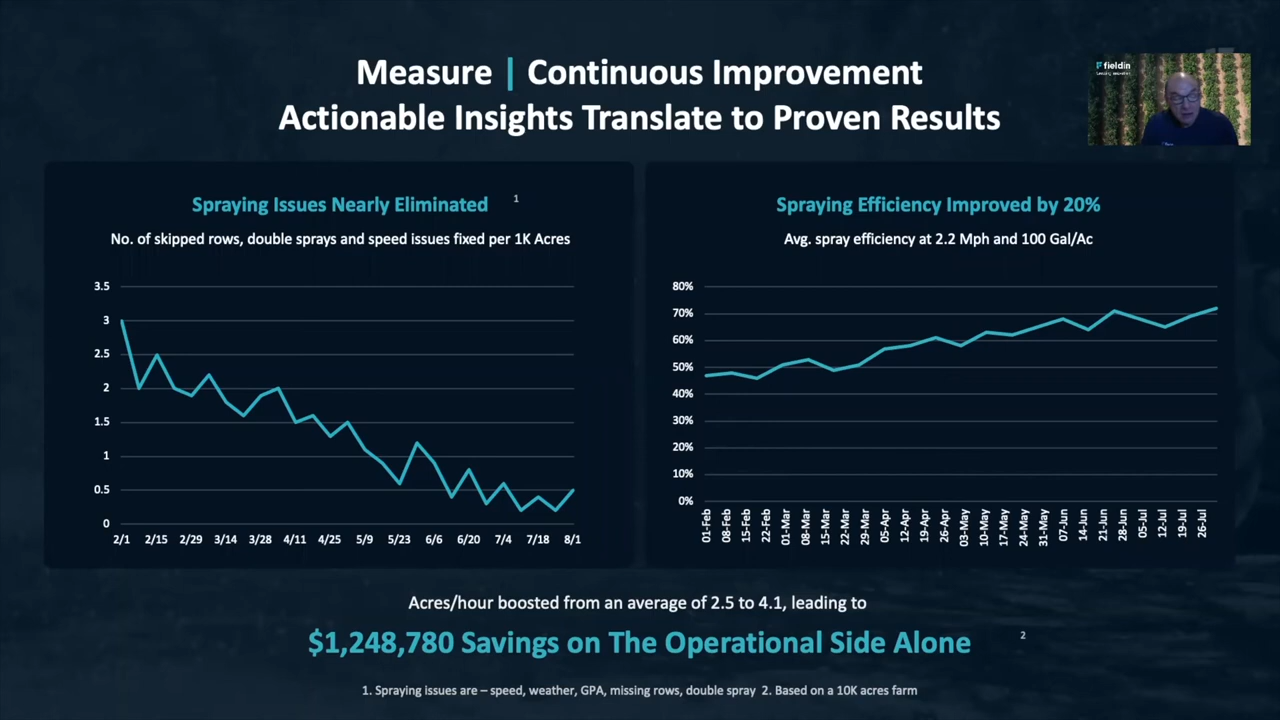 Measure | Continuous Improvement
Actionable Insights Translate to Proven Results
fieldin
Spraying Issues Nearly Eliminated 1
No. of skipped rows, double sprays and speed issues fixed per 1K Acres
3.5
3
2.5
2
1.5
1
0.5
0
2/1 2/15 2/29 3/14 3/28 4/11 4/25 5/9 5/23 6/6 6/20 7/4 7/18 8/1
Spraying Efficiency Improved by 20%
Avg. spray efficiency at 2.2 Mph and 100 Gal/Ac
80%
70%
60%
50%
40%
30%
20%
10%
0%
01-Feb 08-Feb 15-Feb 22-Feb 01-Mar 08-Mar 15-Mar 22-Mar 29-Mar 05-Apr 12-Apr 19-Apr 26-Apr 03-May 10-May 17-May 24-May 31-May 07-Jun 14-Jun 21-Jun 28-Jun 05-Jul 12-Jul 19-Jul 26-Jul
Acres/hour boosted from an average of 2.5 to 4.1, leading to
$1,248,780 Savings on The Operational Side Alone 2
1. Spraying issues are – speed, weather, GPA, missing rows, double spray 2. Based on a 10K acres farm